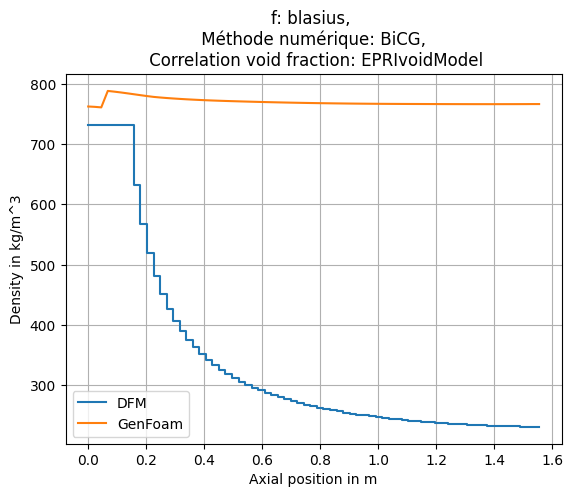 f: blasius,
Méthode numérique: BiCG,
Correlation void fraction: EPRIvoidModel
800
700
600
500
400
300
Density in kg/m^3
DFM
GenFoam
0.0 0.2 0.4 0.6 0.8 1.0 1.2 1.4 1.6
Axial position in m